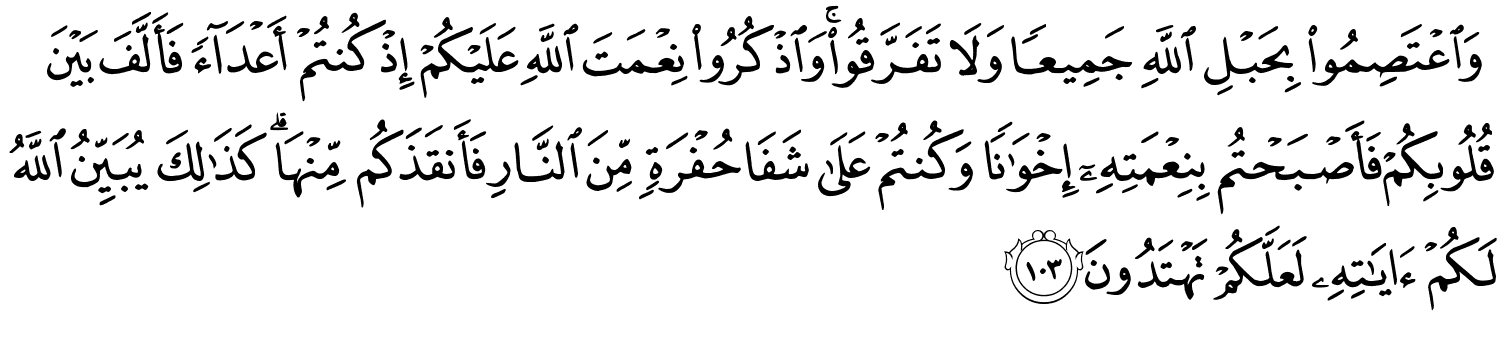 وَٱعۡتَصِمُواْ بِحَبۡلِ ٱللَّهِ جَمِيعٗا وَلَا تَفَرَّقُواْۚ وَٱذۡكُرُواْ نِعۡمَتَ ٱللَّهِ عَلَيۡكُمۡ إِذۡ كُنتُمۡ أَعۡدَآءٗ فَأَلَّفَ بَيۡنَ
قُلُوبِكُمۡ فَأَصۡبَحۡتُم بِنِعۡمَتِهِۦٓ إِخۡوَٰنٗا وَكُنتُمۡ عَلَىٰ شَفَا حُفۡرَةٖ مِّنَ ٱلنَّارِ فَأَنقَذَكُم مِّنۡهَاۗ كَذَٰلِكَ يُبَيِّنُ ٱللَّهُ
لَكُمۡ ءَايَٰتِهِۦ لَعَلَّكُمۡ تَهۡتَدُونَ ١٠٣